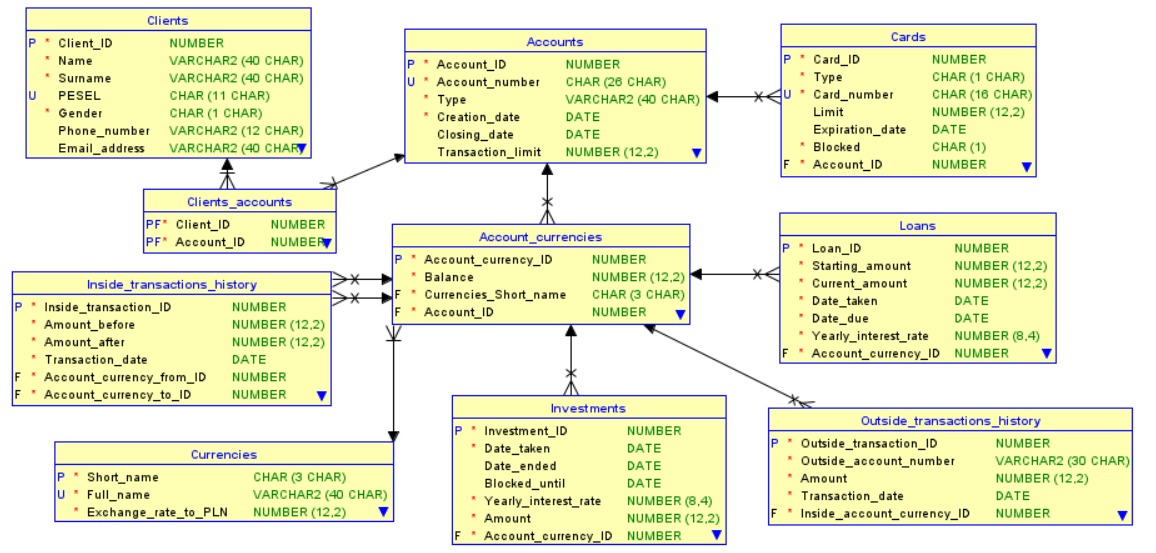 Clients
P * Client_ID NUMBER
* Name VARCHAR2 (40 CHAR)
* Surname VARCHAR2 (40 CHAR)
U PESEL CHAR (11 CHAR)
* Gender CHAR (1 CHAR)
Phone_number VARCHAR2 (12 CHAR)
Email_address VARCHAR2 (40 CHAR)
Accounts
P * Account_ID NUMBER
U * Account_number CHAR (26 CHAR)
* Type VARCHAR2 (40 CHAR)
* Creation_date DATE
Closing_date DATE
Transaction_limit NUMBER (12,2)
Cards
P * Card_ID NUMBER
* Type CHAR (1 CHAR)
U * Card_number CHAR (16 CHAR)
Limit NUMBER (12,2)
Expiration_date DATE
* Blocked CHAR (1)
F * Account_ID NUMBER
Clients_accounts
PF* Client_ID NUMBER
PF* Account_ID NUMBER
Account_currencies
P * Account_currency_ID NUMBER
* Balance NUMBER (12,2)
F * Currencies_Short_name CHAR (3 CHAR)
F * Account_ID NUMBER
Loans
P * Loan_ID NUMBER
* Starting_amount NUMBER (12,2)
* Current_amount NUMBER (12,2)
* Date_taken DATE
* Date_due DATE
* Yearly_interest_rate NUMBER (8,4)
F * Account_currency_ID NUMBER
Inside_transactions_history
P * Inside_transaction_ID NUMBER
* Amount_before NUMBER (12,2)
* Amount_after NUMBER (12,2)
* Transaction_date DATE
F * Account_currency_from_ID NUMBER
F * Account_currency_to_ID NUMBER
Currencies
P * Short_name CHAR (3 CHAR)
U * Full_name VARCHAR2 (40 CHAR)
* Exchange_rate_to_PLN NUMBER (12,2)
Investments
P * Investment_ID NUMBER
* Date_taken DATE
Date_ended DATE
Blocked_until DATE
* Yearly_interest_rate NUMBER (8,4)
* Amount NUMBER (12,2)
F * Account_currency_ID NUMBER
Outside_transactions_history
P * Outside_transaction_ID NUMBER
* Outside_account_number VARCHAR2 (30 CHAR)
* Amount NUMBER (12,2)
* Transaction_date DATE
F * Inside_account_currency_ID NUMBER